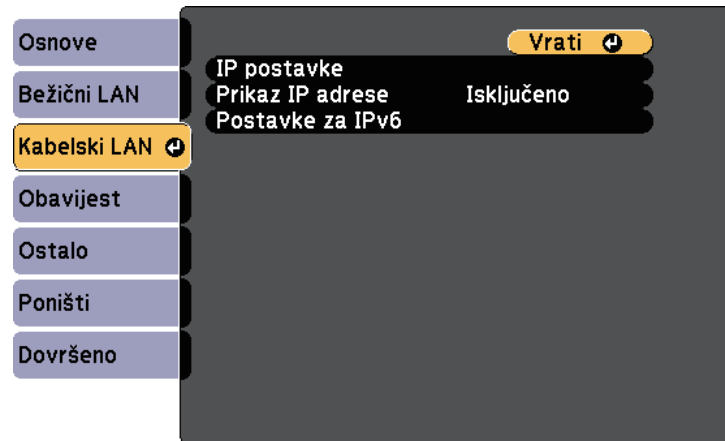 Osnove
Bežični LAN
Kabelski LAN
Obavijest
Ostalo
Poništi
Dovršeno
Vrati
IP postavke
Prikaz IP adrese Isključeno
Postavke za IPv6